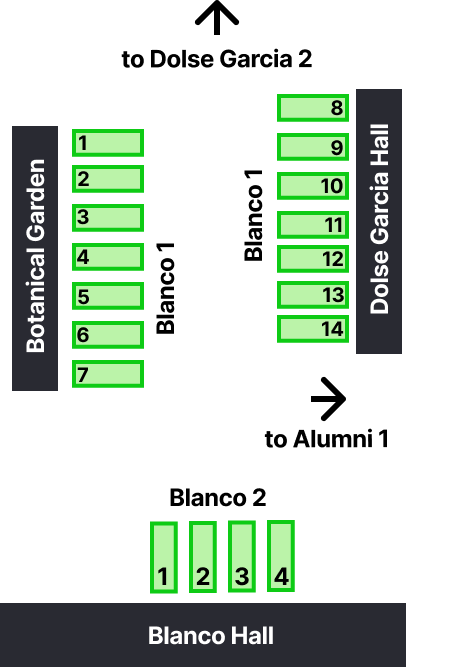 to Dolse Garcia 2
Botanical Garden
1
2
3
4
5
6
7
Blanco 1
Blanco 1
8
9
10
11
12
13
14
Dolse Garcia Hall
to Alumni 1
Blanco 2
1 2 3 4
Blanco Hall